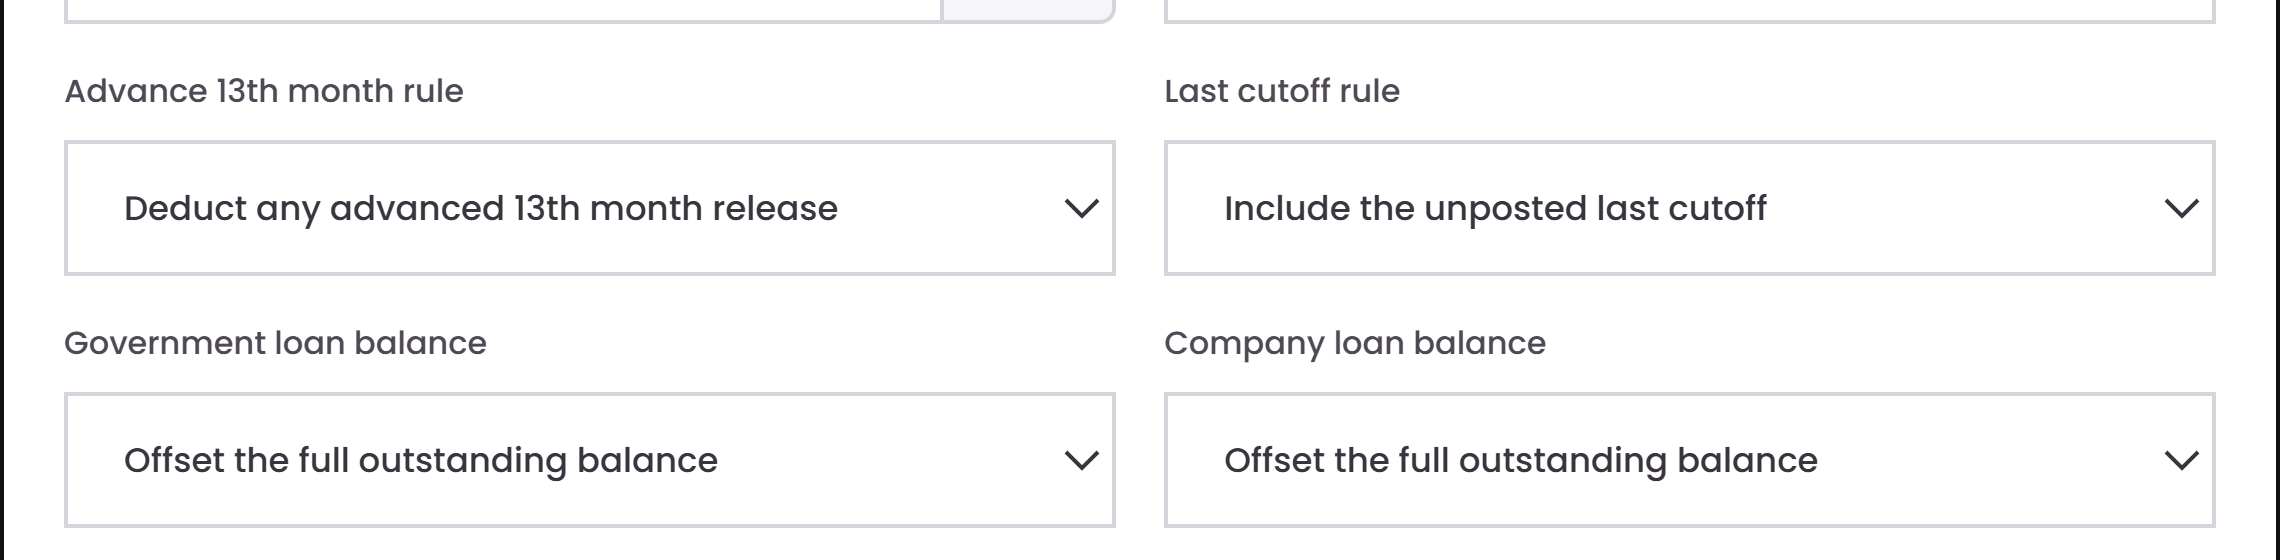 Advance 13th month rule
Last cutoff rule
Deduct any advanced 13th month release
Include the unposted last cutoff
Government loan balance
Company loan balance
Offset the full outstanding balance
Offset the full outstanding balance